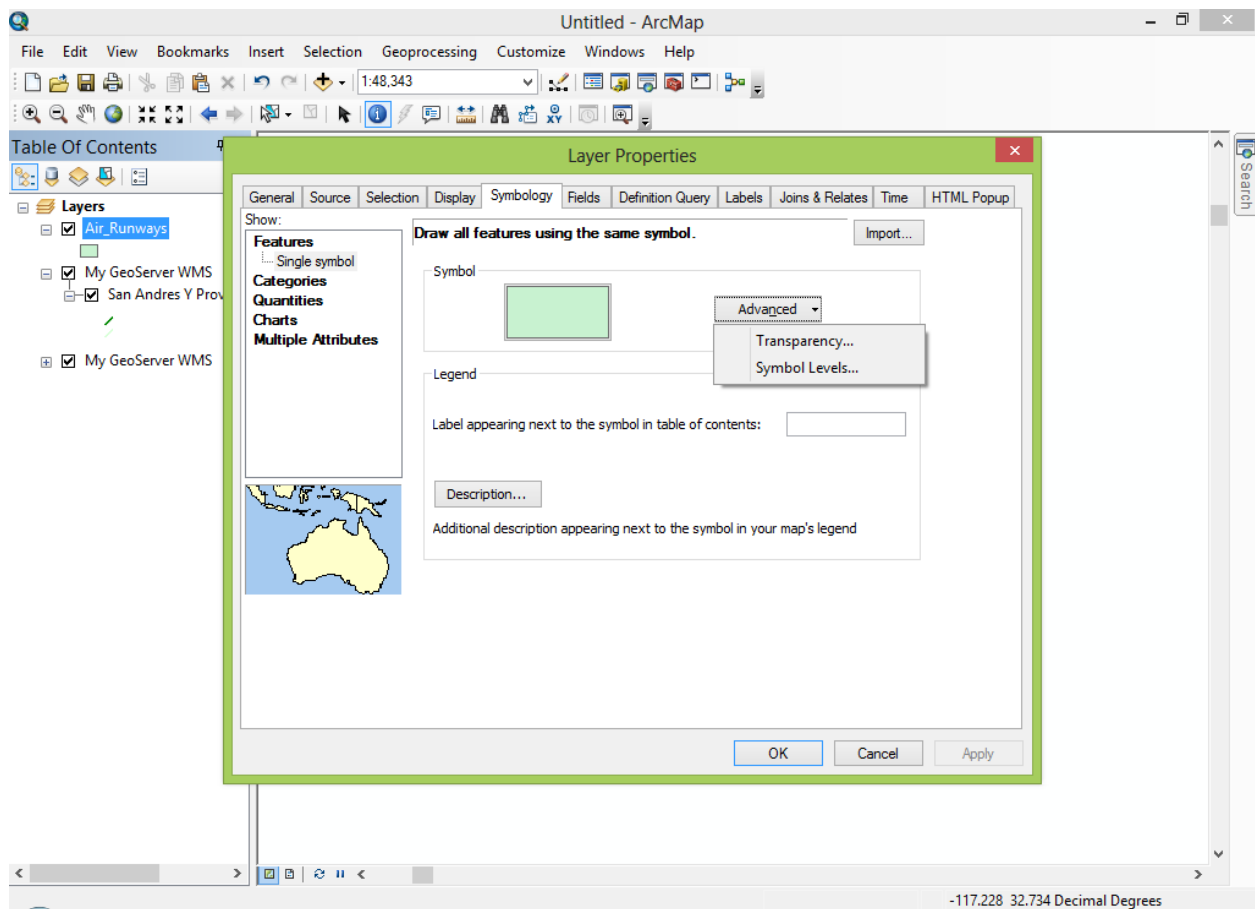 Untitled - ArcMap
File Edit View Bookmarks Insert Selection Geoprocessing Customize Windows Help
1:48,343
Table Of Contents
Layers
Air_Runways
My GeoServer WMS
San Andres Y Prov
My GeoServer WMS
Layer Properties
General Source Selection Display Symbology Fields Definition Query Labels Joins & Relates Time HTML Popup
Show:
Features
Single symbol
Categories
Quantities
Charts
Multiple Attributes
Draw all features using the same symbol.
Import...
Symbol
Advanced
Transparency...
Symbol Levels...
Legend
Label appearing next to the symbol in table of contents:
Description...
Additional description appearing next to the symbol in your map's legend
OK Cancel Apply
Search
-117.228 32.734 Decimal Degrees